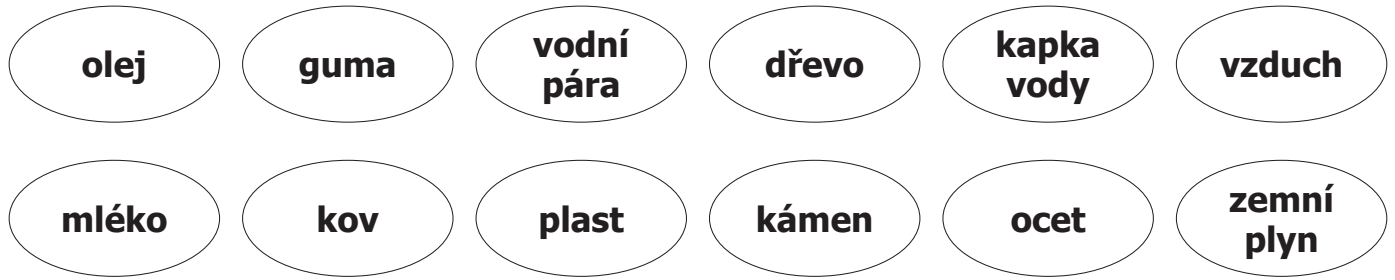 olej guma vodní pára dřevo kapka vody vzduch
mléko kov plast kámen ocet zemní plyn